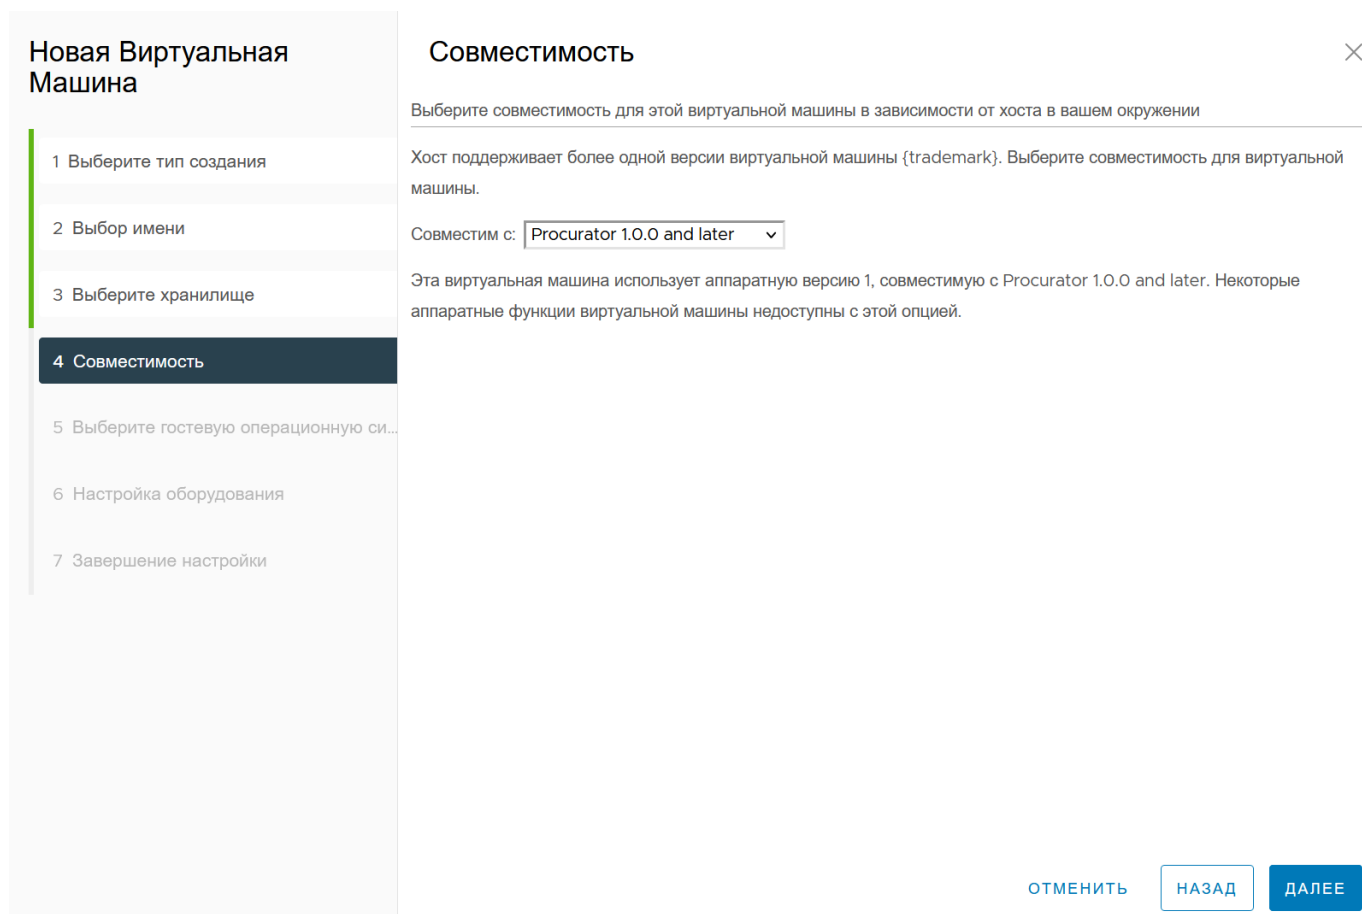 Новая Виртуальная
Машина
1 Выберите тип создания
2 Выбор имени
3 Выберите хранилище
4 Совместимость
5 Выберите гостевую операционную си...
6 Настройка оборудования
7 Завершение настройки
Совместимость
Выберите совместимость для этой виртуальной машины в зависимости от хоста в вашем окружении
Хост поддерживает более одной версии виртуальной машины {trademark}. Выберите совместимость для виртуальной
машины.
Совместим с: Procurator 1.0.0 and later
Эта виртуальная машина использует аппаратную версию 1, совместимую с Procurator 1.0.0 and later. Некоторые
аппаратные функции виртуальной машины недоступны с этой опцией.
ОТМЕНИТЬ НАЗАД ДАЛЕЕ